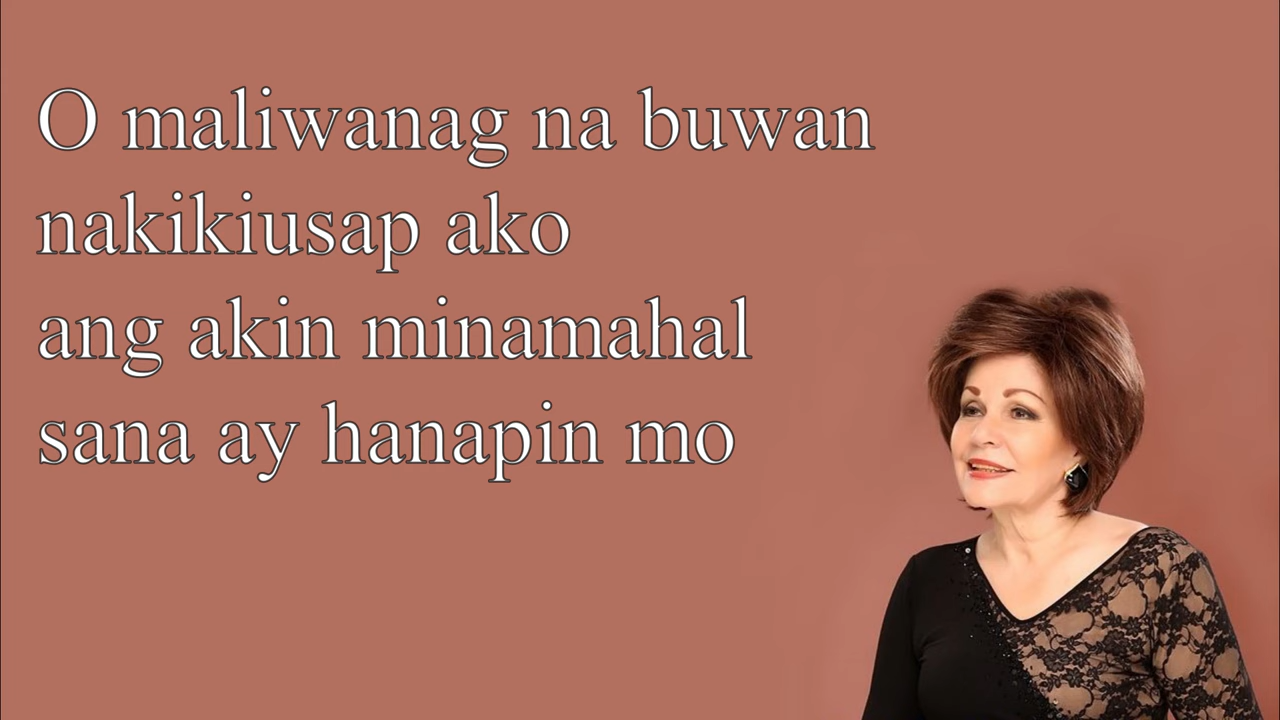 O maliwanag na buwan
nakikiusap ako
ang akin minamahal
sana ay hanapin mo